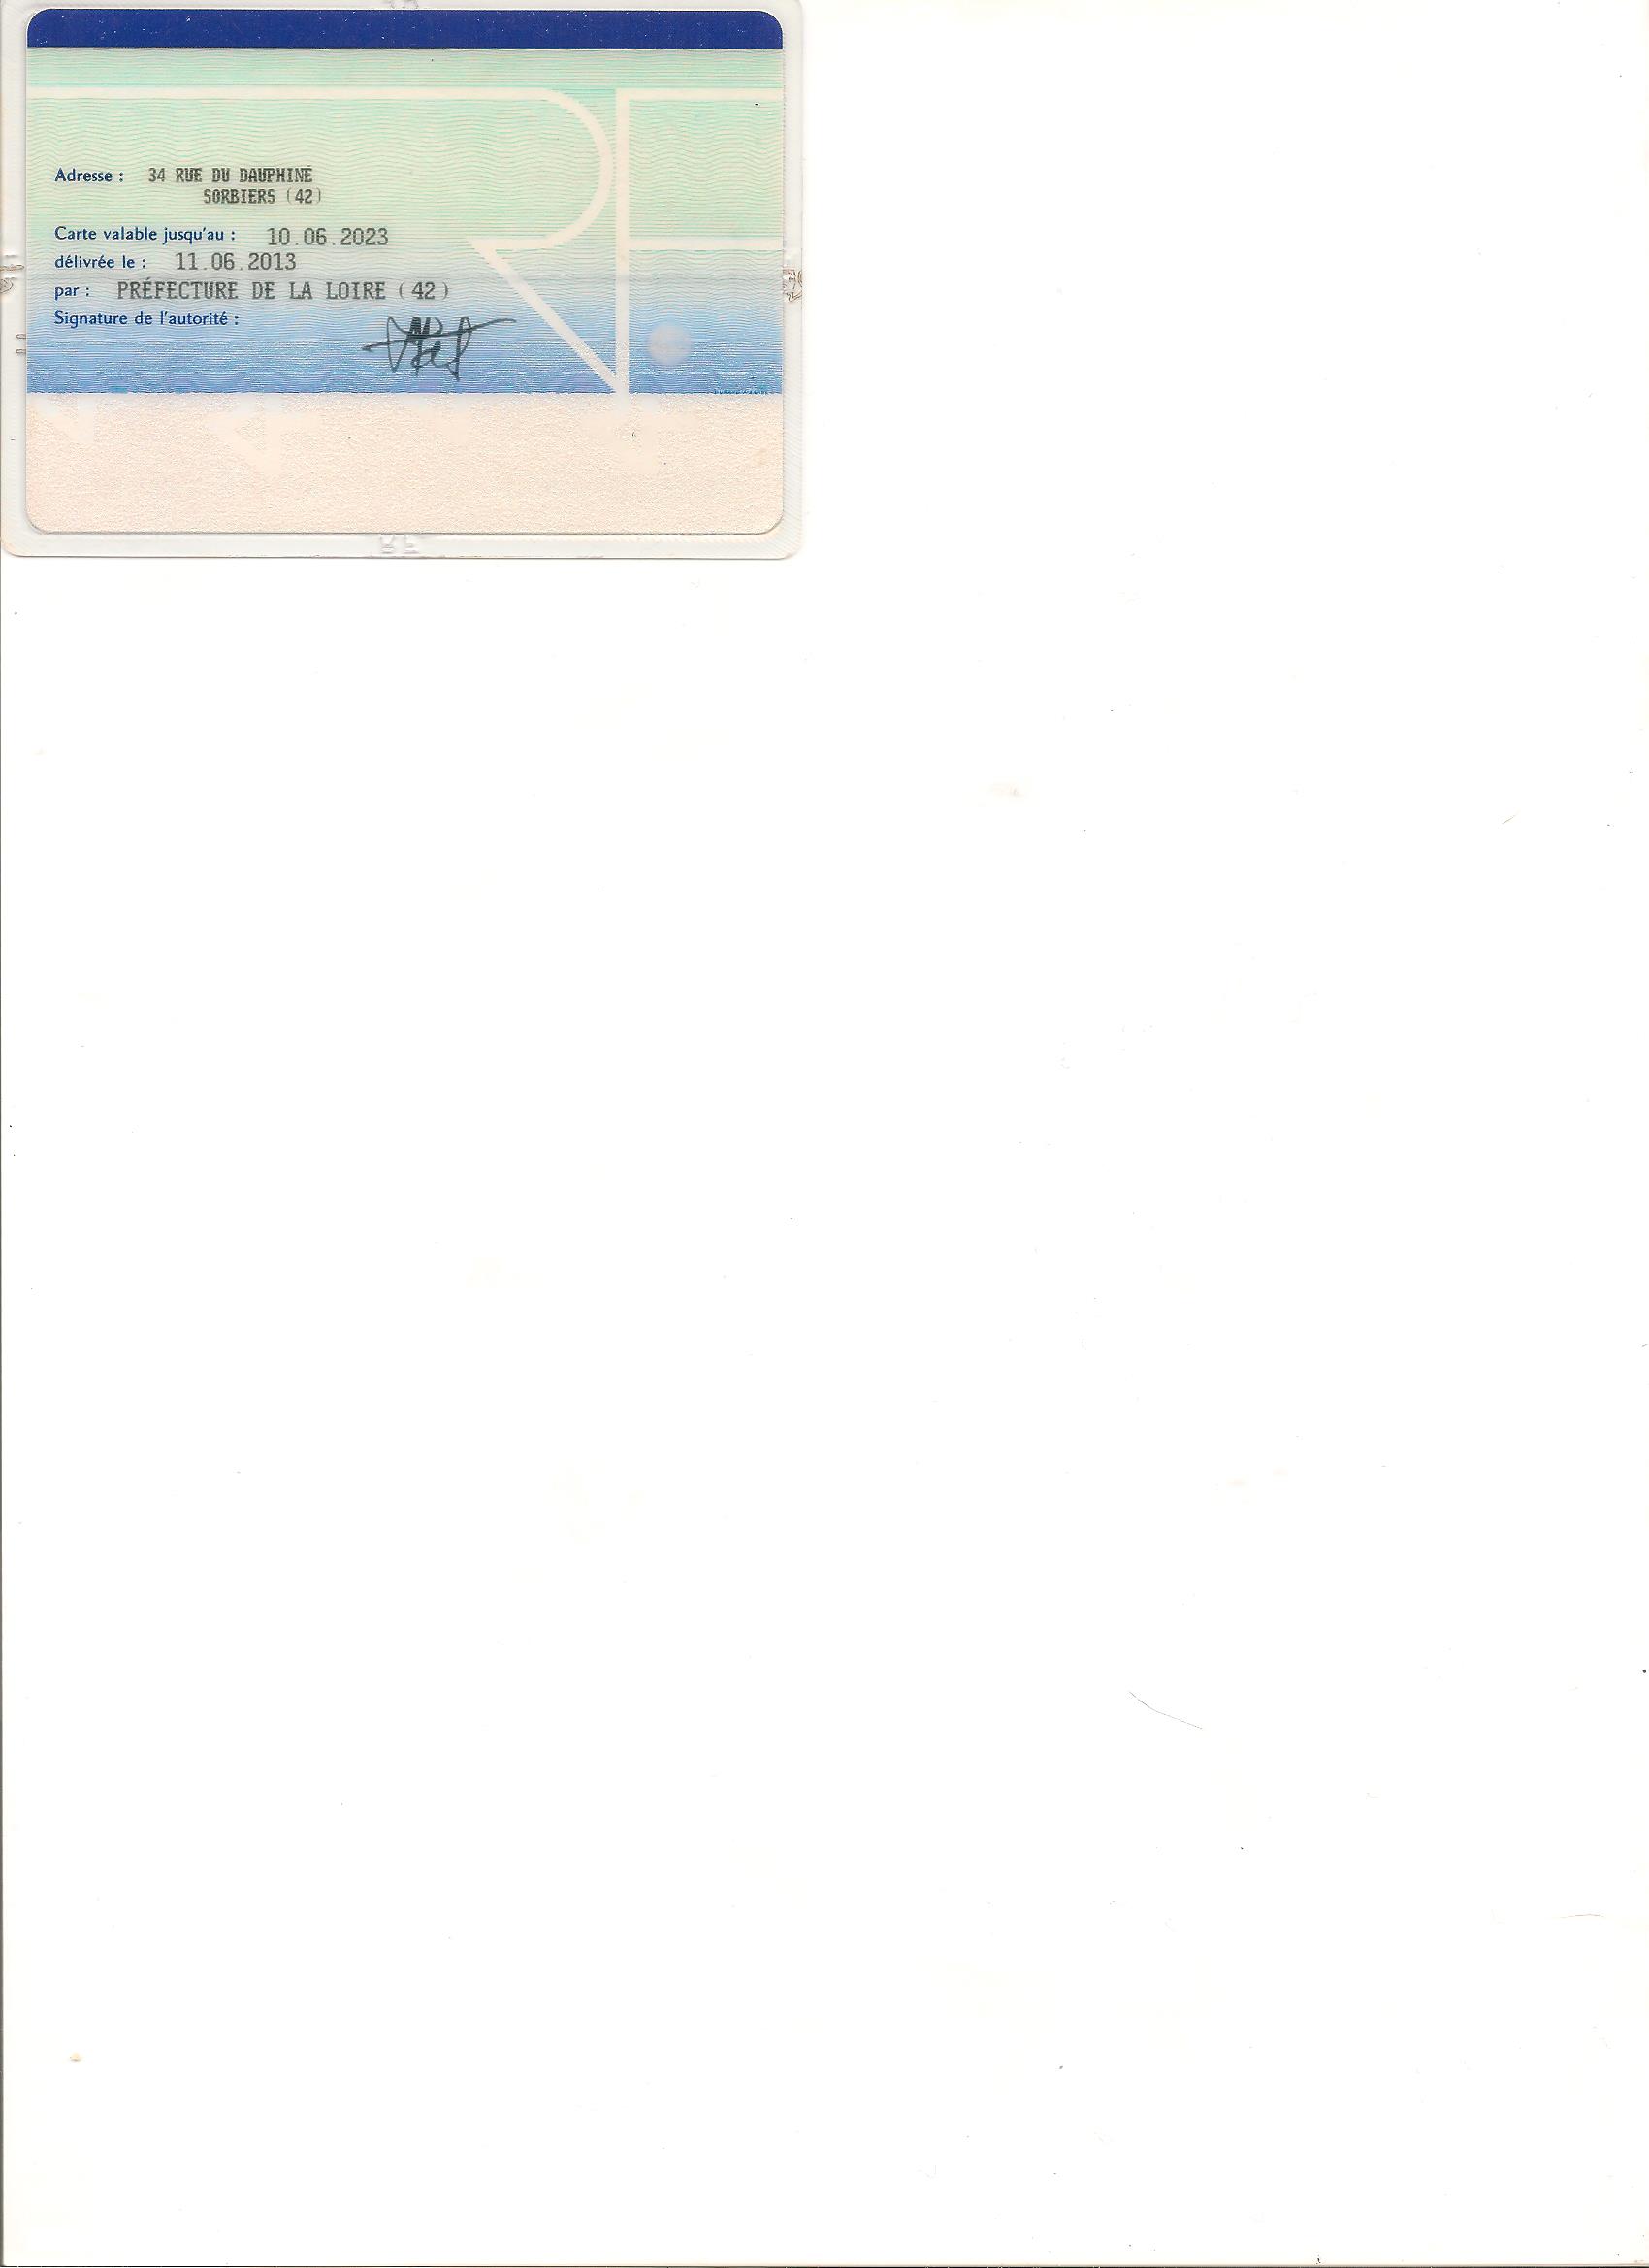 Adresse : 34 RUE DU DAUPHINÉ
SORBIERS (42)
Carte valable jusqu'au : 10.06.2023
délivrée le : 11.06.2013
par : PRÉFECTURE DE LA LOIRE (42)
Signature de l'autorité :
RF